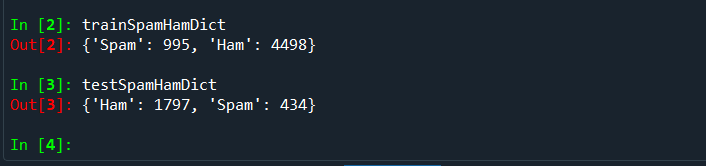 In [2]: trainSpamHamDict
Out[2]: {'Spam': 995, 'Ham': 4498}
In [3]: testSpamHamDict
Out[3]: {'Ham': 1797, 'Spam': 434}
In [4]: